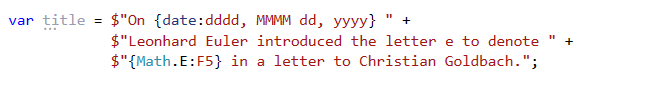 var title = $"On {date:dddd, MMMM dd, yyyy} " +
$"Leonhard Euler introduced the letter e to denote " +
$"{Math.E:F5} in a letter to Christian Goldbach.";